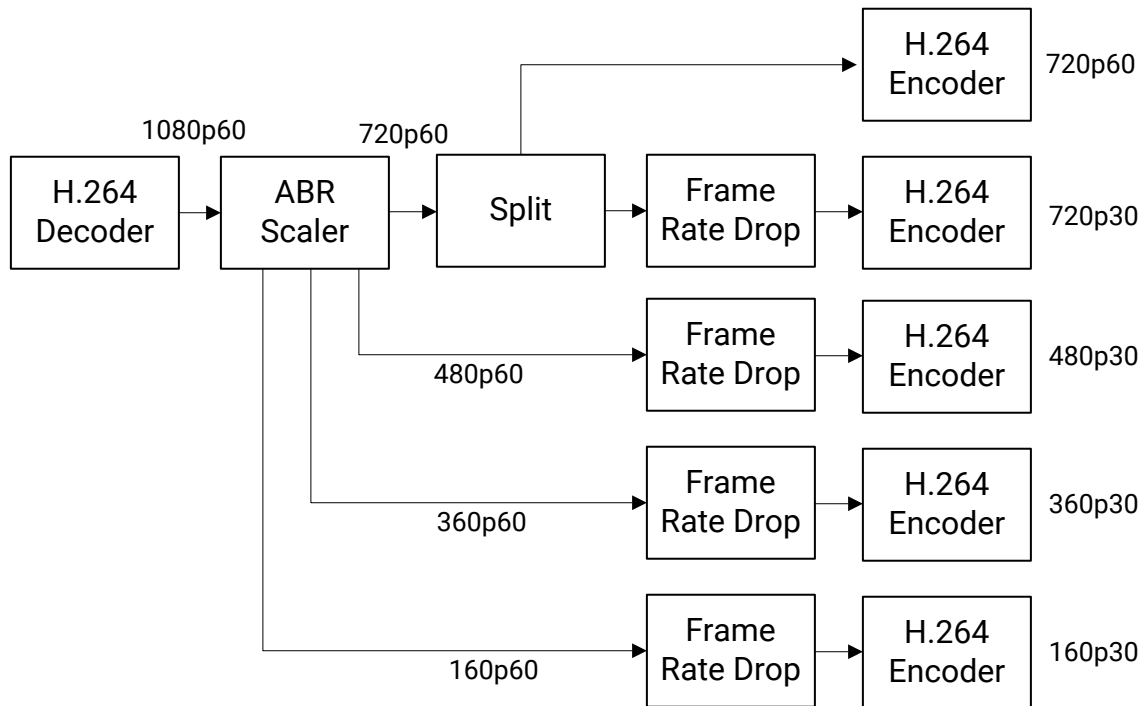 H.264
Encoder
720p60
1080p60
720p60
H.264
Decoder
ABR
Scaler
Split
Frame
Rate Drop
H.264
Encoder
720p30
480p60
Frame
Rate Drop
H.264
Encoder
480p30
360p60
Frame
Rate Drop
H.264
Encoder
360p30
160p60
Frame
Rate Drop
H.264
Encoder
160p30